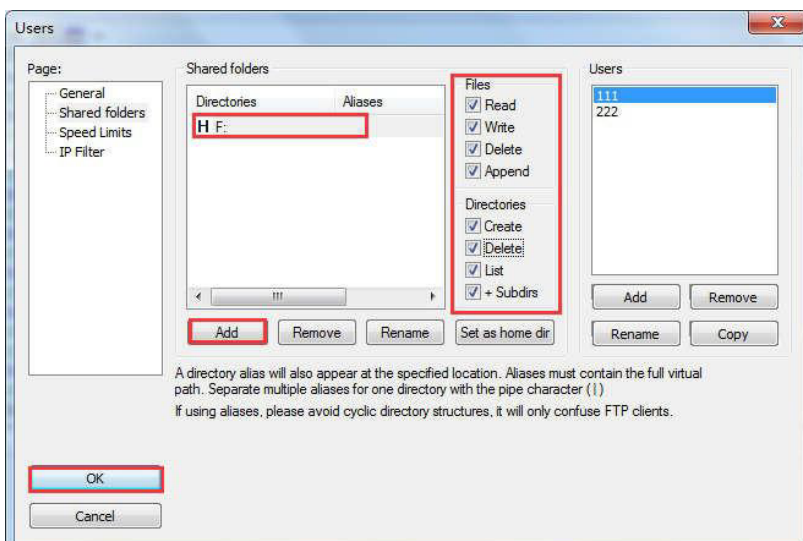 Users
Page:
General
Shared folders
Speed Limits
IP Filter
Shared folders
Directories Aliases
H F:
Files
Read
Write
Delete
Append
Directories
Create
Delete
List
+ Subdirs
Add Remove Rename Set as home dir
Users
111
222
Add Remove
Rename Copy
A directory alias will also appear at the specified location. Aliases must contain the full virtual
path. Separate multiple aliases for one directory with the pipe character (|)
If using aliases, please avoid cyclic directory structures, it will only confuse FTP clients.
OK
Cancel